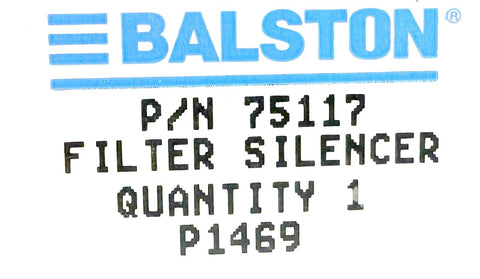 BALSTON®
P/N 75117
FILTER SILENCER
QUANTITY 1
P1469